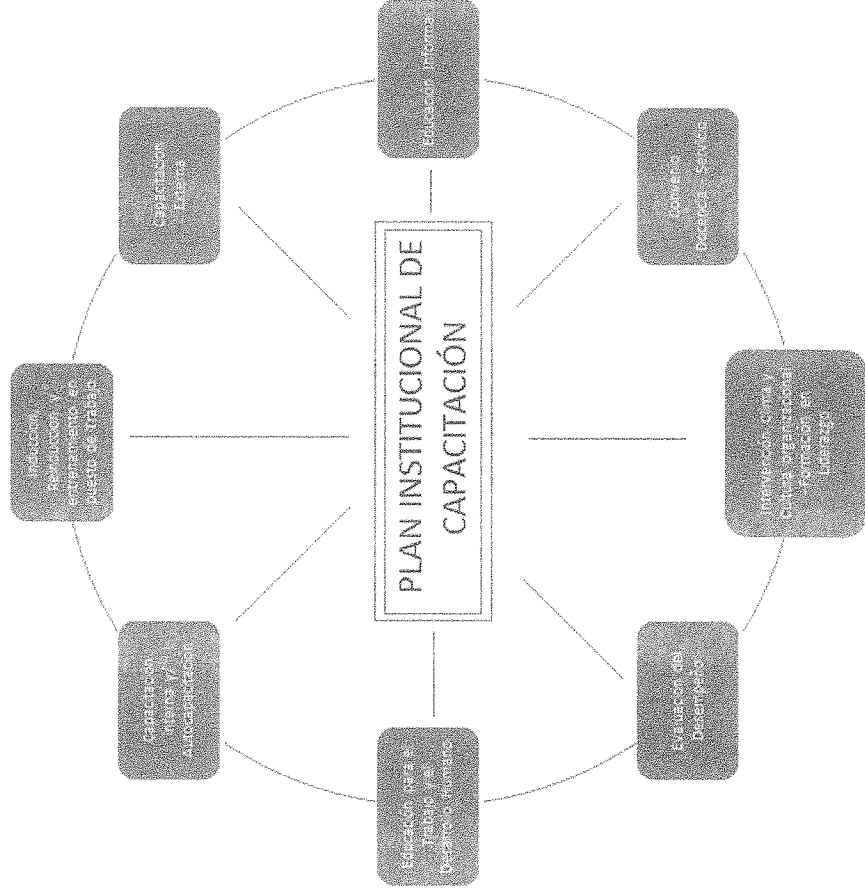 Inducción,
Reinducción y
entrenamiento en
puesto de trabajo
Capacitación
interna y/
Autocapacitación
Capacitación
Externa
Educación para el
Trabajo y el
Desarrollo Humano
PLAN INSTITUCIONAL DE
CAPACITACIÓN
Educación Informa
Evaluación del
Desempeño
Convenio
Docencia - Servicio
Intervención Clima y
Cultura organizacional
Formación en
Liderazgo